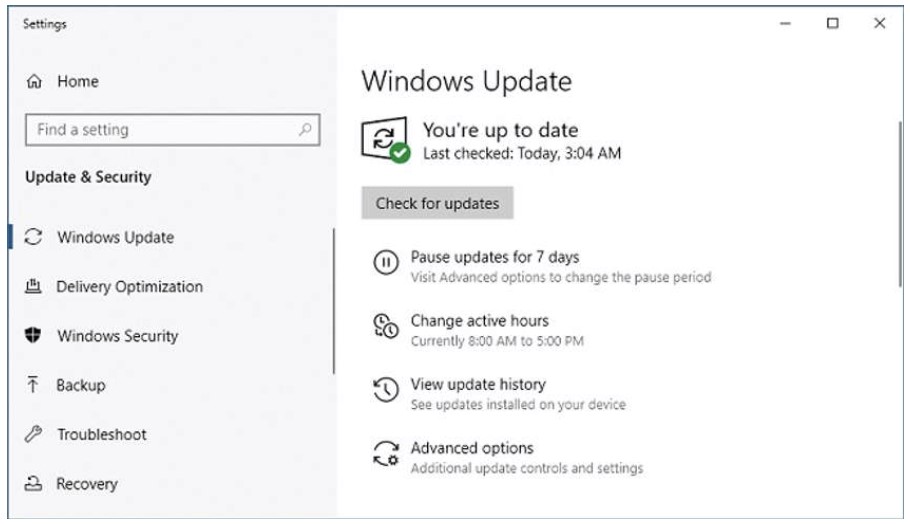 Settings
Home
Find a setting
Update & Security
Windows Update
Delivery Optimization
Windows Security
Backup
Troubleshoot
Recovery
Windows Update
You're up to date
Last checked: Today, 3:04 AM
Check for updates
Pause updates for 7 days
Visit Advanced options to change the pause period
Change active hours
Currently 8:00 AM to 5:00 PM
View update history
See updates installed on your device
Advanced options
Additional update controls and settings